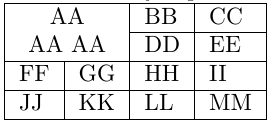 AA BB CC
AA AA DD EE
FF GG HH II
JJ KK LL MM